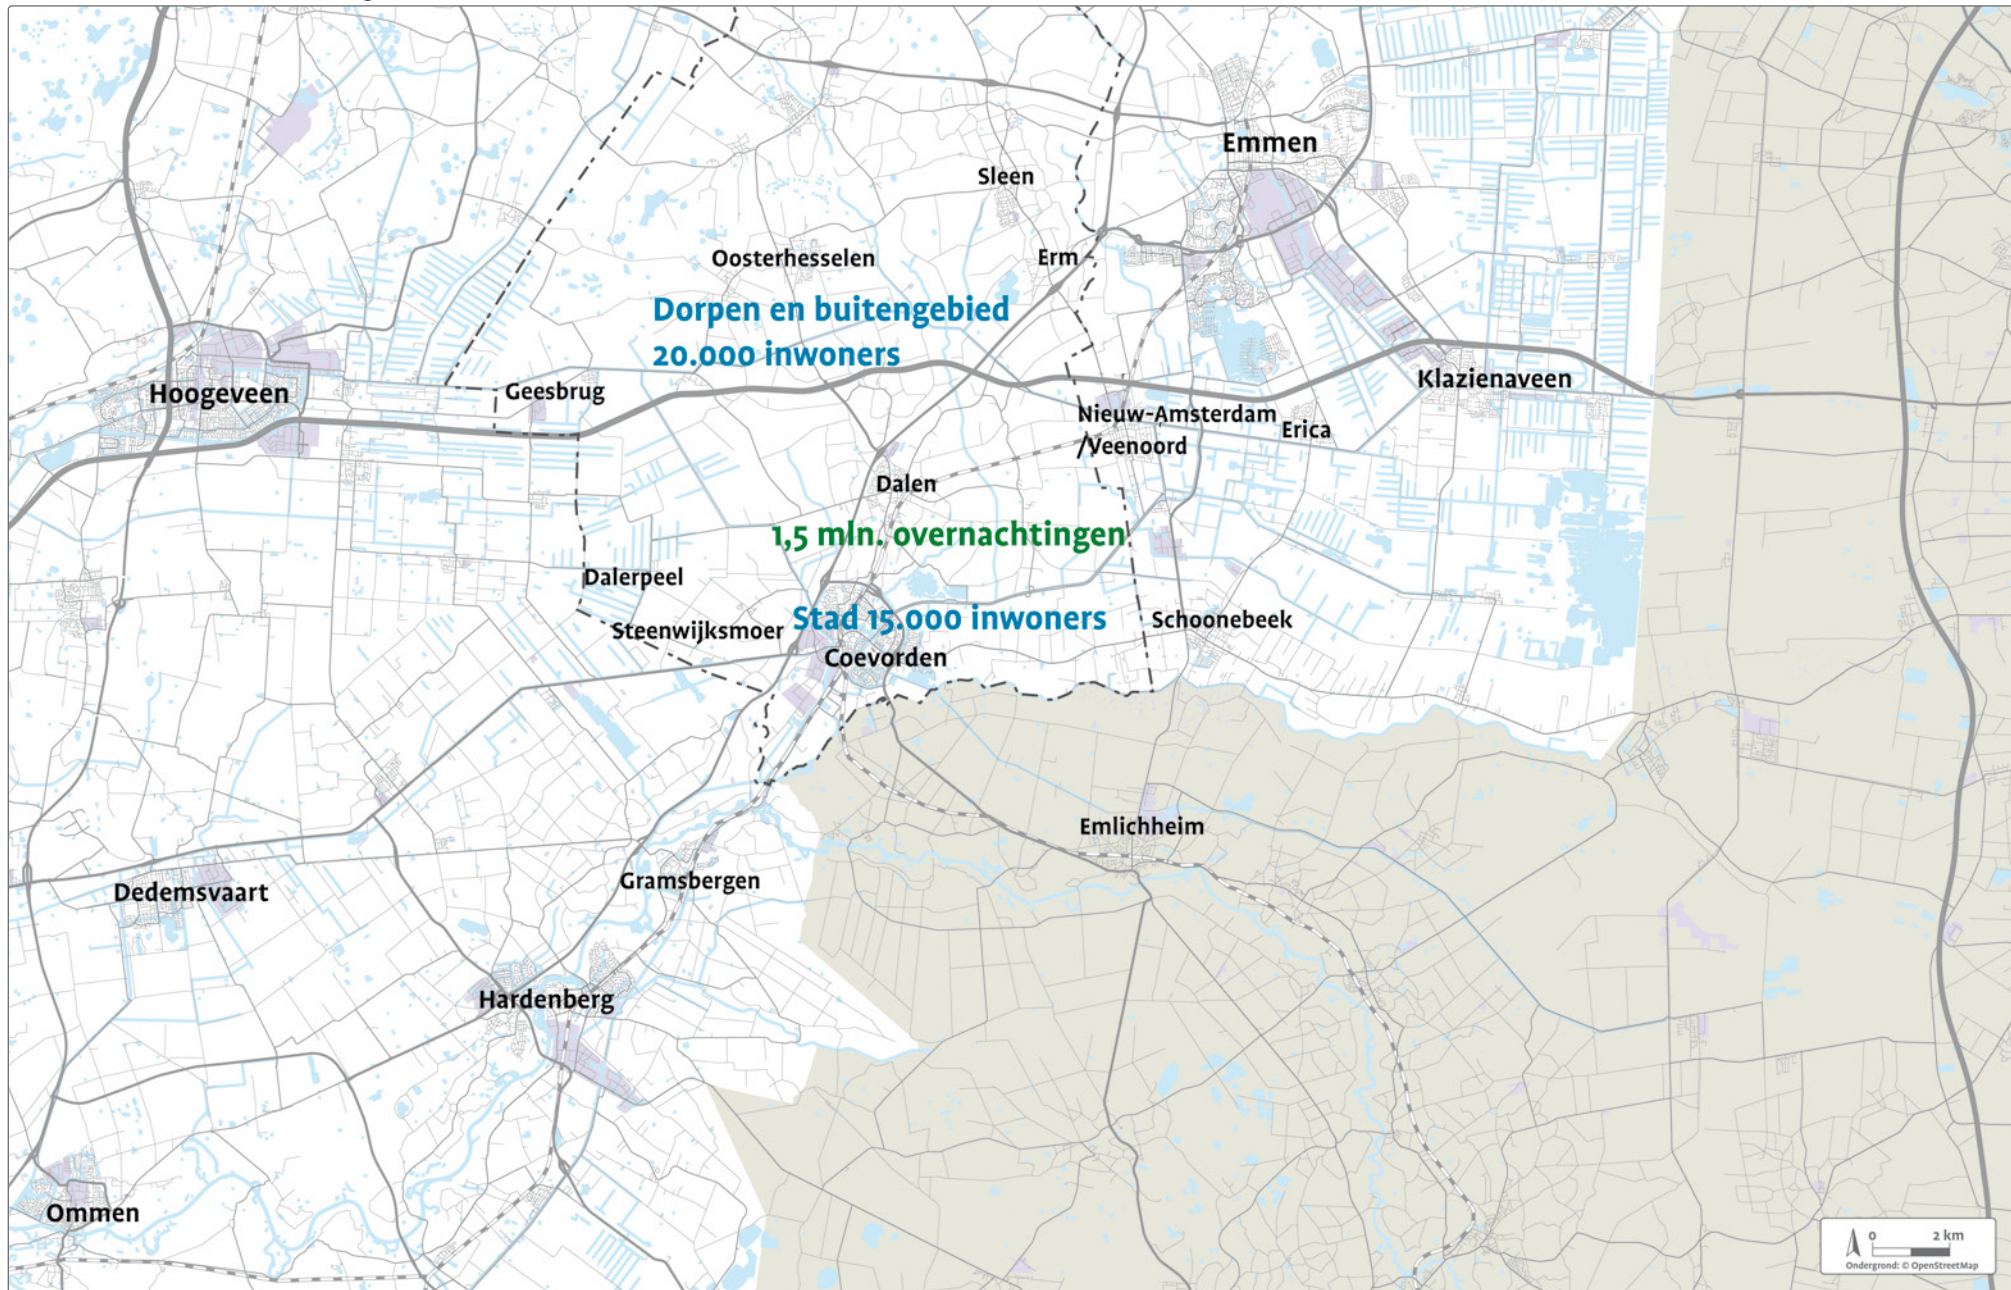 Emmen
Sleen
Oosterhesselen
Erm
Dorpen en buitengebied
20.000 inwoners
Hoogeveen
Geesbrug
Klazienaveen
Nieuw-Amsterdam
/Veenoord
Erica
Dalen
1,5 mln. overnachtingen
Dalerpeel
Steenwijksmoer
Stad 15.000 inwoners
Schoonebeek
Coevorden
Emlichheim
Gramsbergen
Dedemsvaart
Hardenberg
Ommen
0 2 km
Ondergrond: © OpenStreetMap